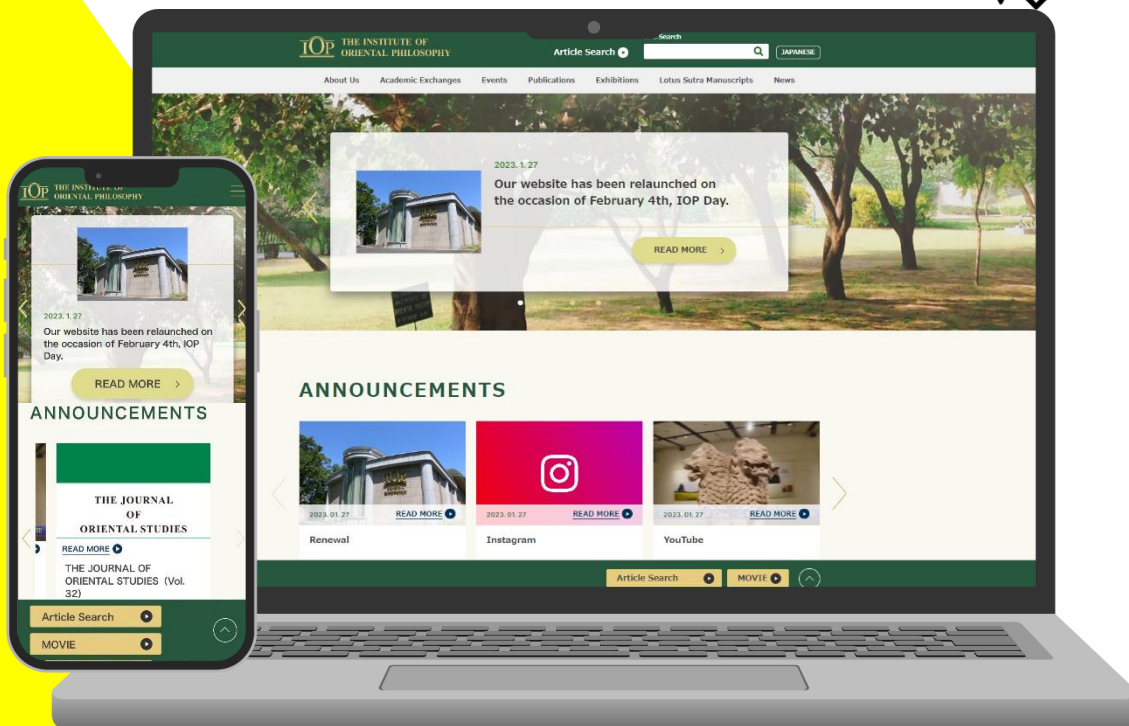 IOP THE INSTITUTE OF
ORIENTAL PHILOSOPHY
Search
Article Search
JAPANESE
About Us Academic Exchanges Events Publications Exhibitions Lotus Sutra Manuscripts News
2023. 1. 27
Our website has been relaunched on
the occasion of February 4th, IOP Day.
READ MORE
ANNOUNCEMENTS
2023. 01. 27 READ MORE
Renewal
2023. 01. 27 READ MORE
Instagram
2023. 01. 27 READ MORE
YouTube
Article Search
MOVIE
IOP THE INSTITUTE OF
ORIENTAL PHILOSOPHY
2023. 1. 27
Our website has been relaunched on
the occasion of February 4th, IOP
Day.
READ MORE
ANNOUNCEMENTS
THE JOURNAL
OF
ORIENTAL STUDIES
READ MORE
THE JOURNAL OF
ORIENTAL STUDIES (Vol.
32)
Article Search
MOVIE